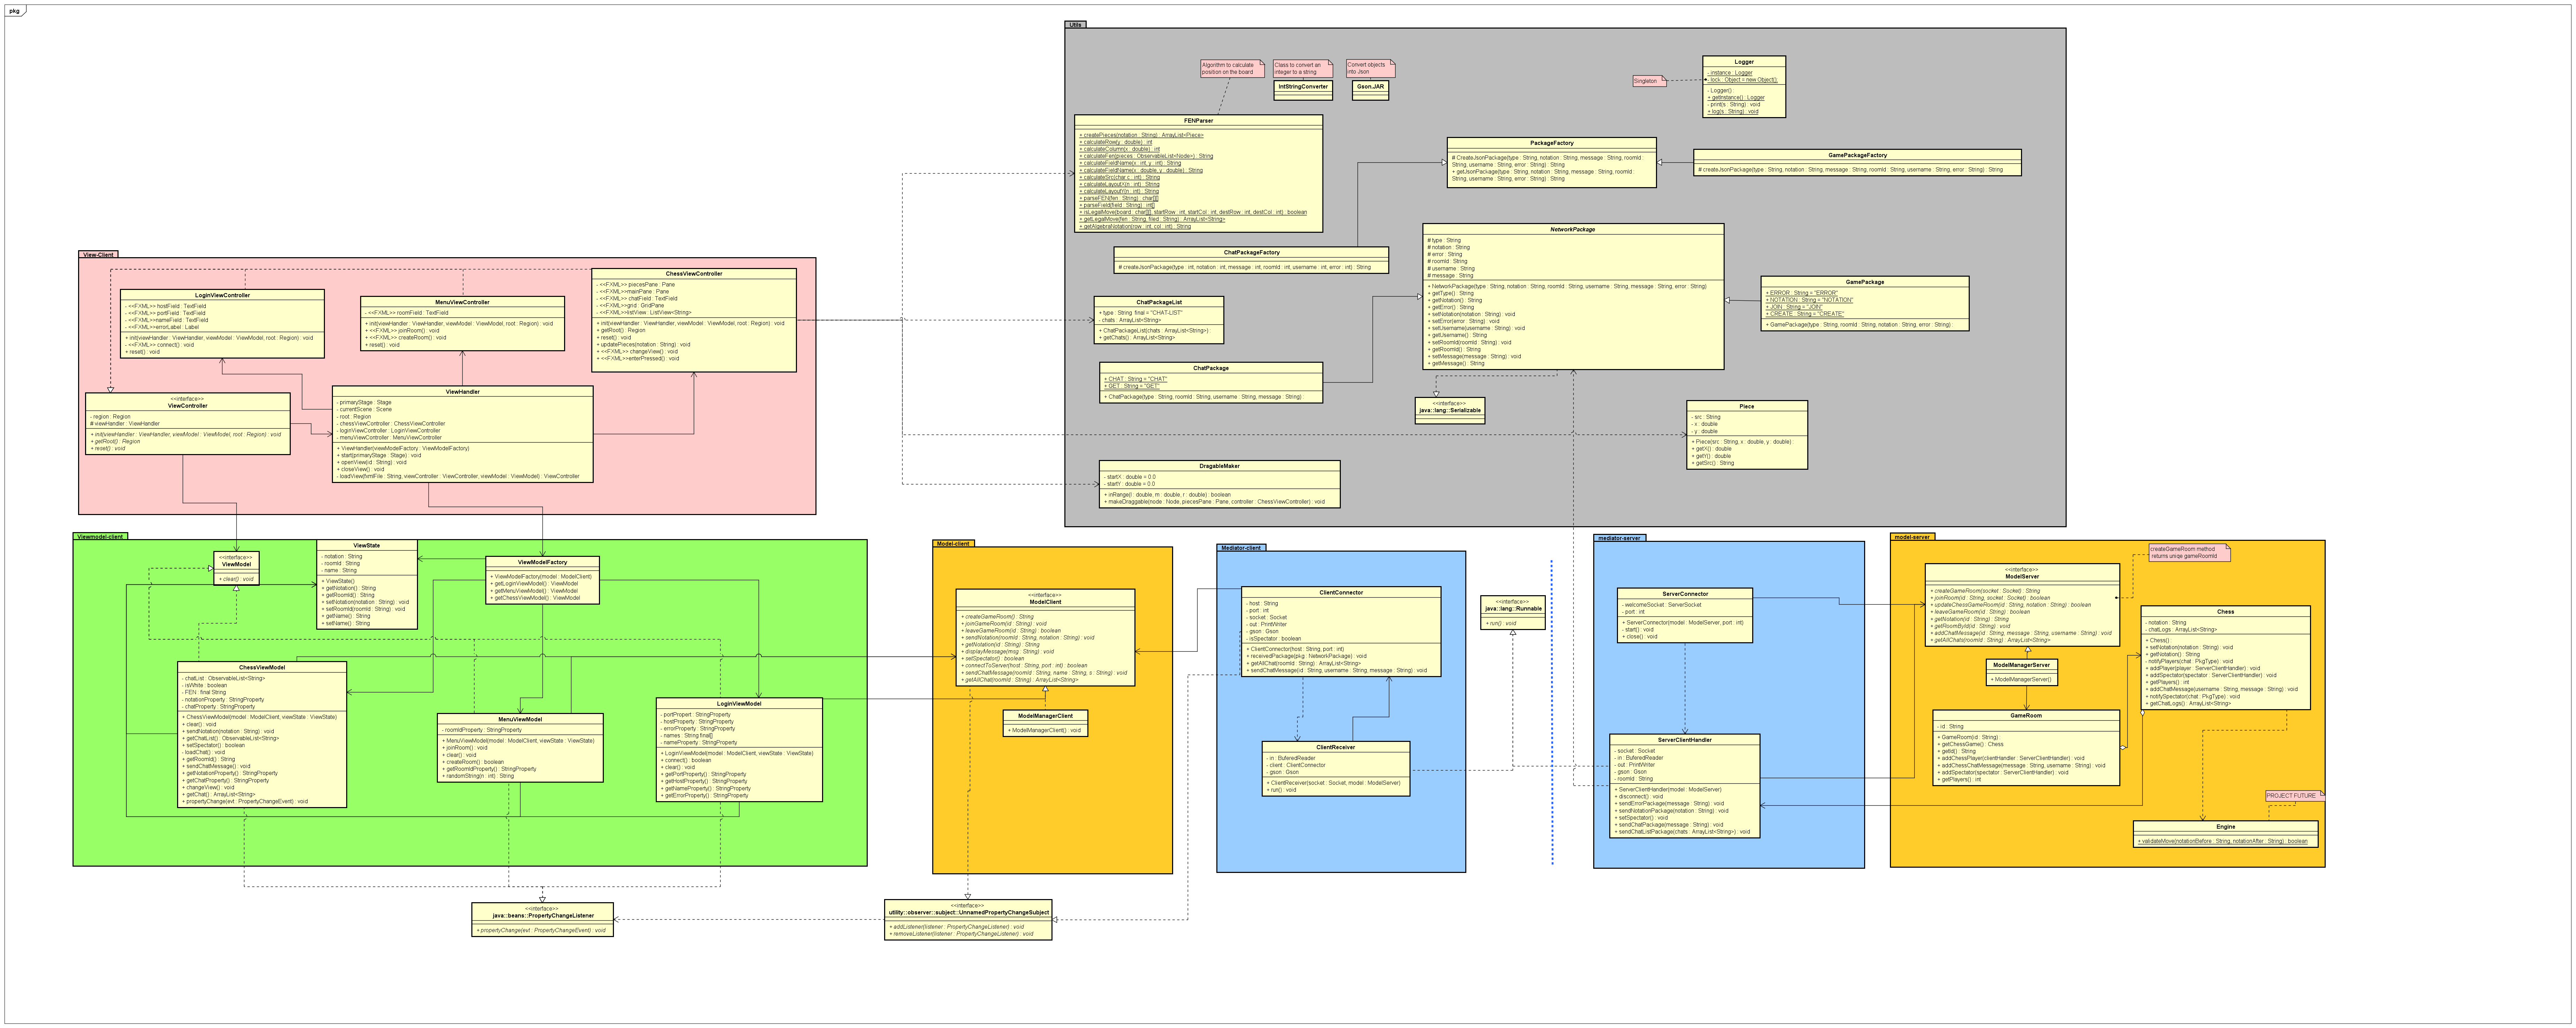 pkg
Utils
Algorithm to calculate
position on the board
Class to convert an
integer to a string
Convert objects
into Json
IntStringConverter
Gson.JAR
Singleton
Logger
- instance : Logger
- lock : Object = new Object()
- Logger()
+ getInstance() : Logger
- print(s : String) : void
+ log(s : String) : void
FENParser
+ createPieces(notation : String) : ArrayList<Piece>
+ calculateRow(y : double) : int
+ calculateColumn(x : double) : int
+ calculateFen(pieces : ObservableList<Node>) : String
+ calculateFieldName(x : int, y : int) : String
+ calculateFieldName(x : double, y : double) : String
+ calculateSrc(char c : int) : String
+ calculateLayoutX(n : int) : String
+ calculateLayoutY(n : int) : String
+ parseFEN(fen : String) : char[][]
+ parseField(field : String) : int[]
+ isLegalMove(board : char[][], startRow : int, startCol : int, destRow : int, destCol : int) : boolean
+ getLegalMove(fen : String, filed : String) : ArrayList<String>
+ getAlgebraNotation(row : int, col : int) : String
PackageFactory
# CreateJsonPackage(type : String, notation : String, message : String, roomId :
String, username : String, error : String) : String
+ getJsonPackage(type : String, notation : String, message : String, roomId :
String, username : String, error : String) : String
GamePackageFactory
# createJsonPackage(type : String, notation : String, message : String, roomId : String, username : String, error : String) : String
ChatPackageFactory
# createJsonPackage(type : int, notation : int, message : int, roomId : int, username : int, error : int) : String
NetworkPackage
# type : String
# notation : String
# error : String
# roomId : String
# username : String
# message : String
+ NetworkPackage(type : String, notation : String, roomId : String, username : String, message : String, error : String)
+ getType() : String
+ getNotation() : String
+ getError() : String
+ setNotation(notation : String) : void
+ setError(error : String) : void
+ setUsername(username : String) : void
+ getUsername() : String
+ setRoomId(roomId : String) : void
+ getRoomId() : String
+ setMessage(message : String) : void
+ getMessage() : String
GamePackage
+ ERROR : String = "ERROR"
+ NOTATION : String = "NOTATION"
+ JOIN : String = "JOIN"
+ CREATE : String = "CREATE"
+ GamePackage(type : String, roomId : String, notation : String, error : String) :
ChatPackageList
+ type : String final = "CHAT-LIST"
- chats : ArrayList<String>
+ ChatPackageList(chats : ArrayList<String>) :
+ getChats() : ArrayList<String>
ChatPackage
+ CHAT : String = "CHAT"
+ GET : String = "GET"
+ ChatPackage(type : String, roomId : String, username : String, message : String) :
<<interface>>
java::lang::Serializable
Piece
- src : String
- x : double
- y : double
+ Piece(src : String, x : double, y : double) :
+ getX() : double
+ getY() : double
+ getSrc() : String
DragableMaker
- startX : double = 0.0
- startY : double = 0.0
+ inRange(l : double, m : double, r : double) : boolean
+ makeDraggable(node : Node, piecesPane : Pane, controller : ChessViewController) : void
View-Client
LoginViewController
- <<FXML>> hostField : TextField
- <<FXML>> portField : TextField
- <<FXML>>nameField : TextField
- <<FXML>>errorLabel : Label
+ init(viewHandler : ViewHandler, viewModel : ViewModel, root : Region) : void
- <<FXML>> connect() : void
+ reset() : void
MenuViewController
- <<FXML>> roomField : TextField
+ init(viewHandler : ViewHandler, viewModel : ViewModel, root : Region) : void
+ <<FXML>> joinRoom() : void
+ <<FXML>> createRoom() : void
+ reset() : void
ChessViewController
- <<FXML>> piecesPane : Pane
- <<FXML>>mainPane : Pane
- <<FXML>> chatField : TextField
- <<FXML>>grid : GridPane
- <<FXML>>listView : ListView<String>
+ init(viewHandler : ViewHandler, viewModel : ViewModel, root : Region) : void
+ getRoot() : Region
+ reset() : void
+ updatePieces(notation : String) : void
+ <<FXML>> changeView() : void
+ <<FXML>>enterPressed() : void
<<interface>>
ViewController
- region : Region
# viewHandler : ViewHandler
+ init(viewHandler : ViewHandler, viewModel : ViewModel, root : Region) : void
+ getRoot() : Region
+ reset() : void
ViewHandler
- primaryStage : Stage
- currentScene : Scene
- root : Region
- chessViewController : ChessViewController
- loginViewController : LoginViewController
- menuViewController : MenuViewController
+ ViewHandler(viewModelFactory : ViewModelFactory)
+ start(primaryStage : Stage) : void
+ openView(id : String) : void
+ closeView() : void
- loadView(fxmlFile : String, viewController : ViewController, viewModel : ViewModel) : ViewController
Viewmodel-client
<<interface>>
ViewModel
+ clear() : void
ViewState
- notation : String
- roomId : String
- name : String
+ ViewState()
+ getNotation() : String
+ getRoomId() : String
+ setNotation(notation : String) : void
+ setRoomId(roomId : String) : void
+ getName() : String
+ setName() : String
ViewModelFactory
+ ViewModelFactory(model : ModelClient)
+ getLoginViewModel() : ViewModel
+ getMenuViewModel() : ViewModel
+ getChessViewModel() : ViewModel
ChessViewModel
- chatList : ObservableList<String>
- isWhite : boolean
- FEN : final String
- notationProperty : StringProperty
- chatProperty : StringProperty
+ ChessViewModel(model : ModelClient, viewState : ViewState)
+ clear() : void
+ sendNotation(notation : String) : void
+ getChatList() : ObservableList<String>
+ setSpectator() : boolean
- loadChat() : void
+ getRoomId() : String
+ sendChatMessage() : void
+ getNotationProperty() : StringProperty
+ getChatProperty() : StringProperty
+ changeView() : void
+ getChat() : ArrayList<String>
+ propertyChange(evt : PropertyChangeEvent) : void
MenuViewModel
- roomIdProperty : StringProperty
+ MenuViewModel(model : ModelClient, viewState : ViewState)
+ joinRoom() : void
+ clear() : void
+ createRoom() : boolean
+ getRoomIdProperty() : StringProperty
+ randomString(n : int) : String
LoginViewModel
- portPropert : StringProperty
- hostProperty : StringProperty
- errorProperty : StringProperty
- names : String final[]
- nameProperty : StringProperty
+ LoginViewModel(model : ModelClient, viewState : ViewState)
+ connect() : boolean
+ clear() : void
+ getPortProperty() : StringProperty
+ getHostProperty() : StringProperty
+ getNameProperty() : StringProperty
+ getErrorProperty() : StringProperty
Model-client
<<interface>>
ModelClient
+ createGameRoom() : String
+ joinGameRoom(id : String) : void
+ leaveGameRoom(id : String) : boolean
+ sendNotation(roomId : String, notation : String) : void
+ getNotation(id : String) : String
+ displayMessage(msg : String) : void
+ setSpectator() : boolean
+ connectToServer(host : String, port : int) : boolean
+ sendChatMessage(roomId : String, name : String, s : String) : void
+ getAllChat(roomId : String) : ArrayList<String>
ModelManagerClient
+ ModelManagerClient() : void
Mediator-client
ClientConnector
- host : String
- port : int
- socket : Socket
- out : PrintWriter
- gson : Gson
- isSpectator : boolean
+ ClientConnector(host : String, port : int)
+ receivedPackage(pkg : NetworkPackage) : void
+ getAllChat(roomId : String) : ArrayList<String>
+ sendChatMessage(id : String, username : String, message : String) : void
ClientReceiver
- in : BufferedReader
- client : ClientConnector
- gson : Gson
+ ClientReceiver(socket : Socket, model : ModelServer)
+ run() : void
<<interface>>
java::lang::Runnable
+ run() : void
mediator-server
ServerConnector
- welcomeSocket : ServerSocket
- port : int
+ ServerConnector(model : ModelServer, port : int)
- start() : void
+ close() : void
ServerClientHandler
- socket : Socket
- in : BuferedReader
- out : PrintWriter
- gson : Gson
- roomId : String
+ ServerClientHandler(model : ModelServer)
+ disconnect() : void
+ sendErrorPackage(message : String) : void
+ sendNotationPackage(notation : String) : void
+ setSpectator() : void
+ sendChatPackage(message : String) : void
+ sendChatListPackage(chats : ArrayList<String>) : void
model-server
createGameRoom method
returns uniqe gameRoomId
<<interface>>
ModelServer
+ createGameRoom(socket : Socket) : String
+ joinRoom(id : String, socket : Socket) : boolean
+ updateChessGameRoom(id : String, notation : String) : boolean
+ leaveGameRoom(id : String) : boolean
+ getNotation(id : String) : String
+ getRoomById(id : String) : void
+ addChatMessage(id : String, message : String, username : String) : void
+ getAllChats(roomId : String) : ArrayList<String>
ModelManagerServer
+ ModelManagerServer()
GameRoom
- id : String
+ GameRoom(id : String)
+ getChessGame() : Chess
+ getId() : String
+ addChessPlayer(clientHandler : ServerClientHandler) : void
+ addChessChatMessage(message : String, username : String) : void
+ addSpectator(spectator : ServerClientHandler) : void
+ getPlayers() : int
Chess
- notation : String
- chatLogs : ArrayList<String>
+ Chess()
+ setNotation(notation : String) : void
+ getNotation() : String
- notifyPlayers(chat : PkgType) : void
+ addPlayer(player : ServerClientHandler) : void
+ addSpectator(spectator : ServerClientHandler) : void
+ getPlayers() : int
+ addChatMessage(username : String, message : String) : void
+ notifySpectator(chat : PkgType) : void
+ getChatLogs() : ArrayList<String>
PROJECT FUTURE
Engine
+ validateMove(notationBefore : String, notationAfter : String) : boolean
<<interface>>
java::beans::PropertyChangeListener
+ propertyChange(evt : PropertyChangeEvent) : void
<<interface>>
utility::observer::subject::UnnamedPropertyChangeSubject
+ addListener(listener : PropertyChangeListener) : void
+ removeListener(listener : PropertyChangeListener) : void